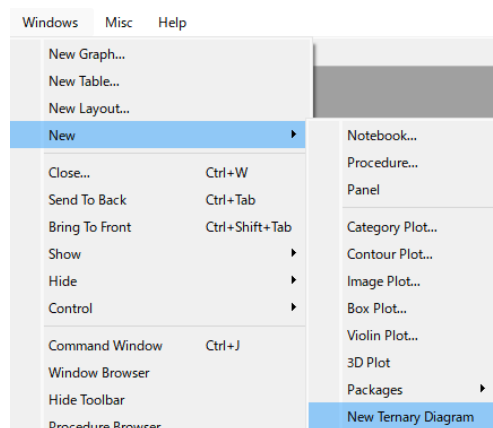 Windows Misc Help
New Graph...
New Table...
New Layout...
New
Close... Ctrl+W
Send To Back Ctrl+Tab
Bring To Front Ctrl+Shift+Tab
Show
Hide
Control
Command Window Ctrl+J
Window Browser
Hide Toolbar
Procedure Browser
Notebook...
Procedure...
Panel
Category Plot...
Contour Plot...
Image Plot...
Box Plot...
Violin Plot...
3D Plot
Packages
New Ternary Diagram